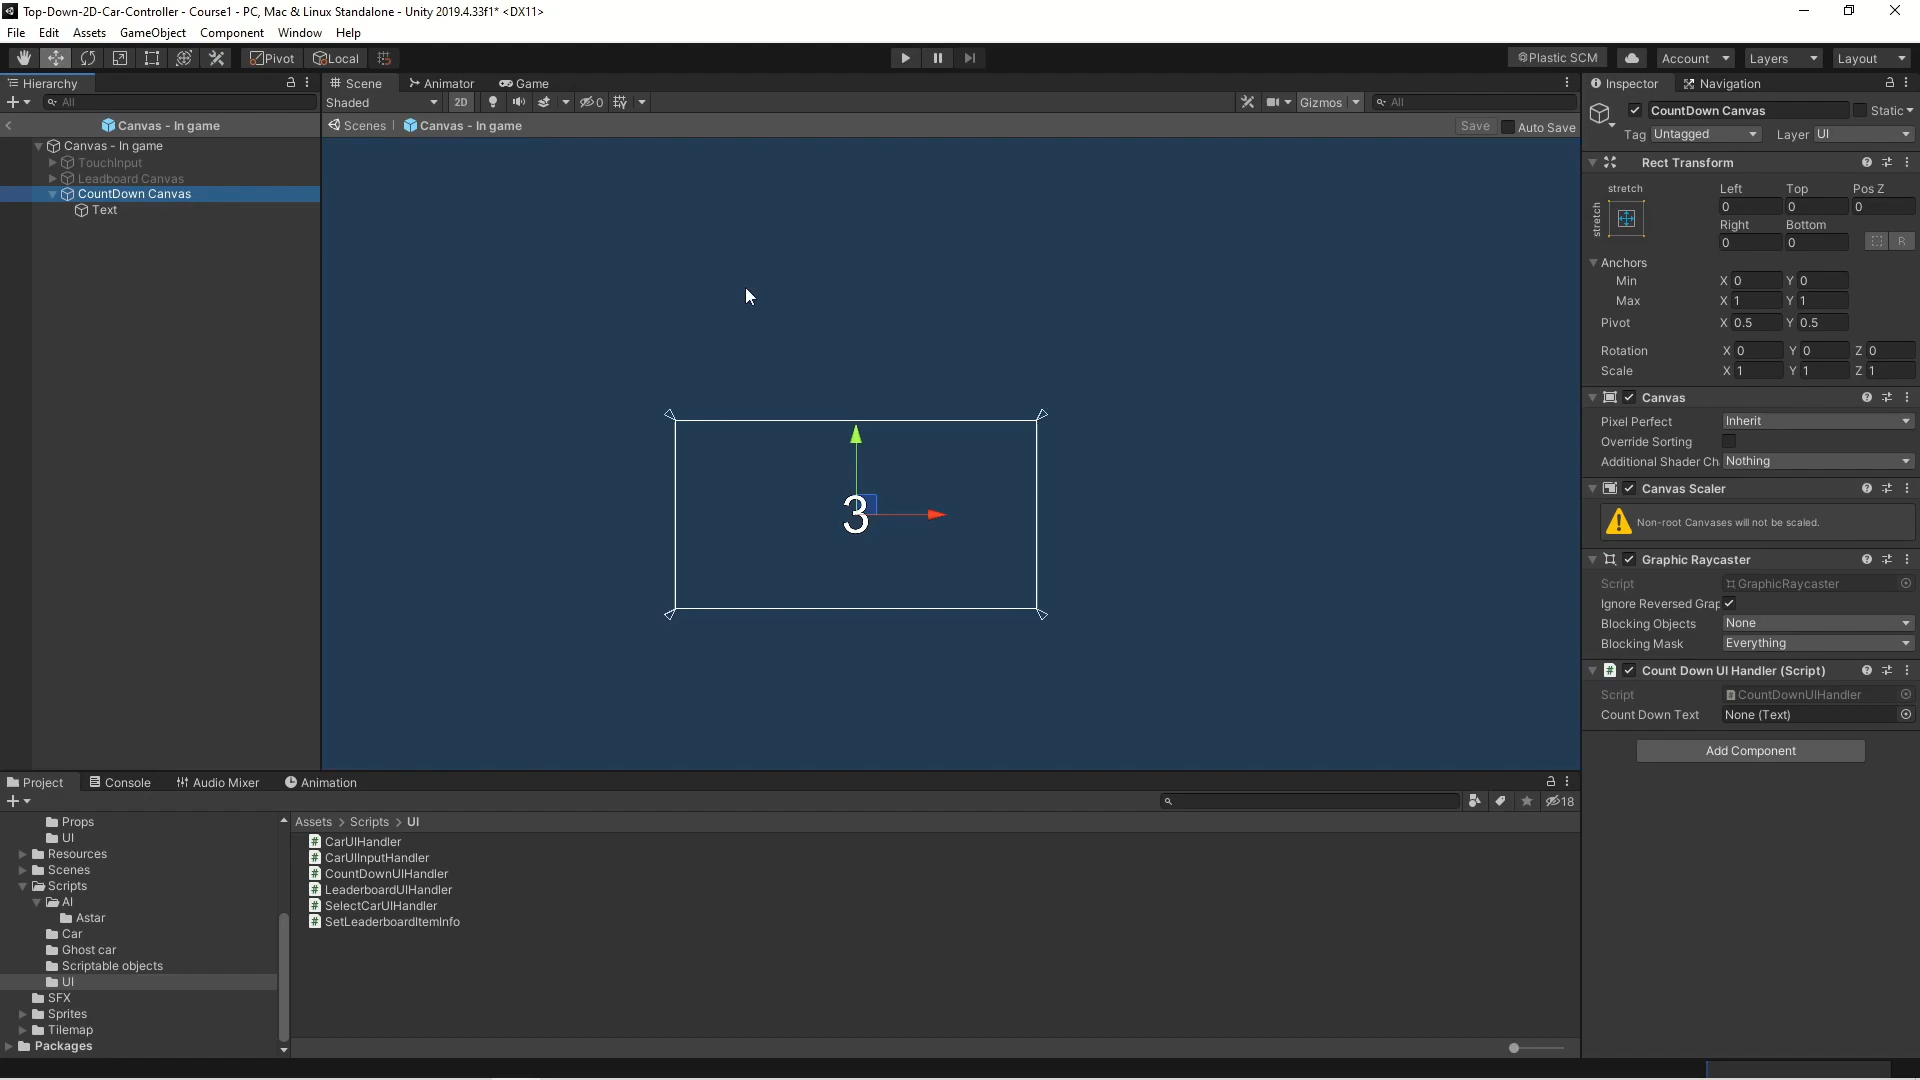 Top-Down-2D-Car-Controller - Course1 - PC, Mac & Linux Standalone - Unity 2019.4.33f1* <DX11>
File Edit Assets GameObject Component Window Help
Pivot Local Plastic SCM Account Layers Layout
Hierarchy
All
Canvas - In game
Canvas - In game
TouchInput
Leadboard Canvas
CountDown Canvas
Text
Scene Animator Game
Shaded 2D 0 Gizmos All
Scenes Canvas - In game Save Auto Save
3
Inspector Navigation
CountDown Canvas Static
Tag Untagged Layer UI
Rect Transform
stretch Left Top Pos Z
stretch 0 0 0
Right Bottom
0 0 R
Anchors
Min X 0 Y 0
Max X 1 Y 1
Pivot X 0.5 Y 0.5
Rotation X 0 Y 0 Z 0
Scale X 1 Y 1 Z 1
Canvas
Pixel Perfect Inherit
Override Sorting
Additional Shader Ch Nothing
Canvas Scaler
Non-root Canvases will not be scaled.
Graphic Raycaster
Script GraphicRaycaster
Ignore Reversed Grap
Blocking Objects None
Blocking Mask Everything
Count Down UI Handler (Script)
Script CountDownUIHandler
Count Down Text None (Text)
Add Component
Project Console Audio Mixer Animation
18
Props
UI
Resources
Scenes
Scripts
AI
Astar
Car
Ghost car
Scriptable objects
UI
SFX
Sprites
Tilemap
Packages
Assets > Scripts > UI
CarUIHandler
CarUIInputHandler
CountDownUIHandler
LeaderboardUIHandler
SelectCarUIHandler
SetLeaderboardItemInfo